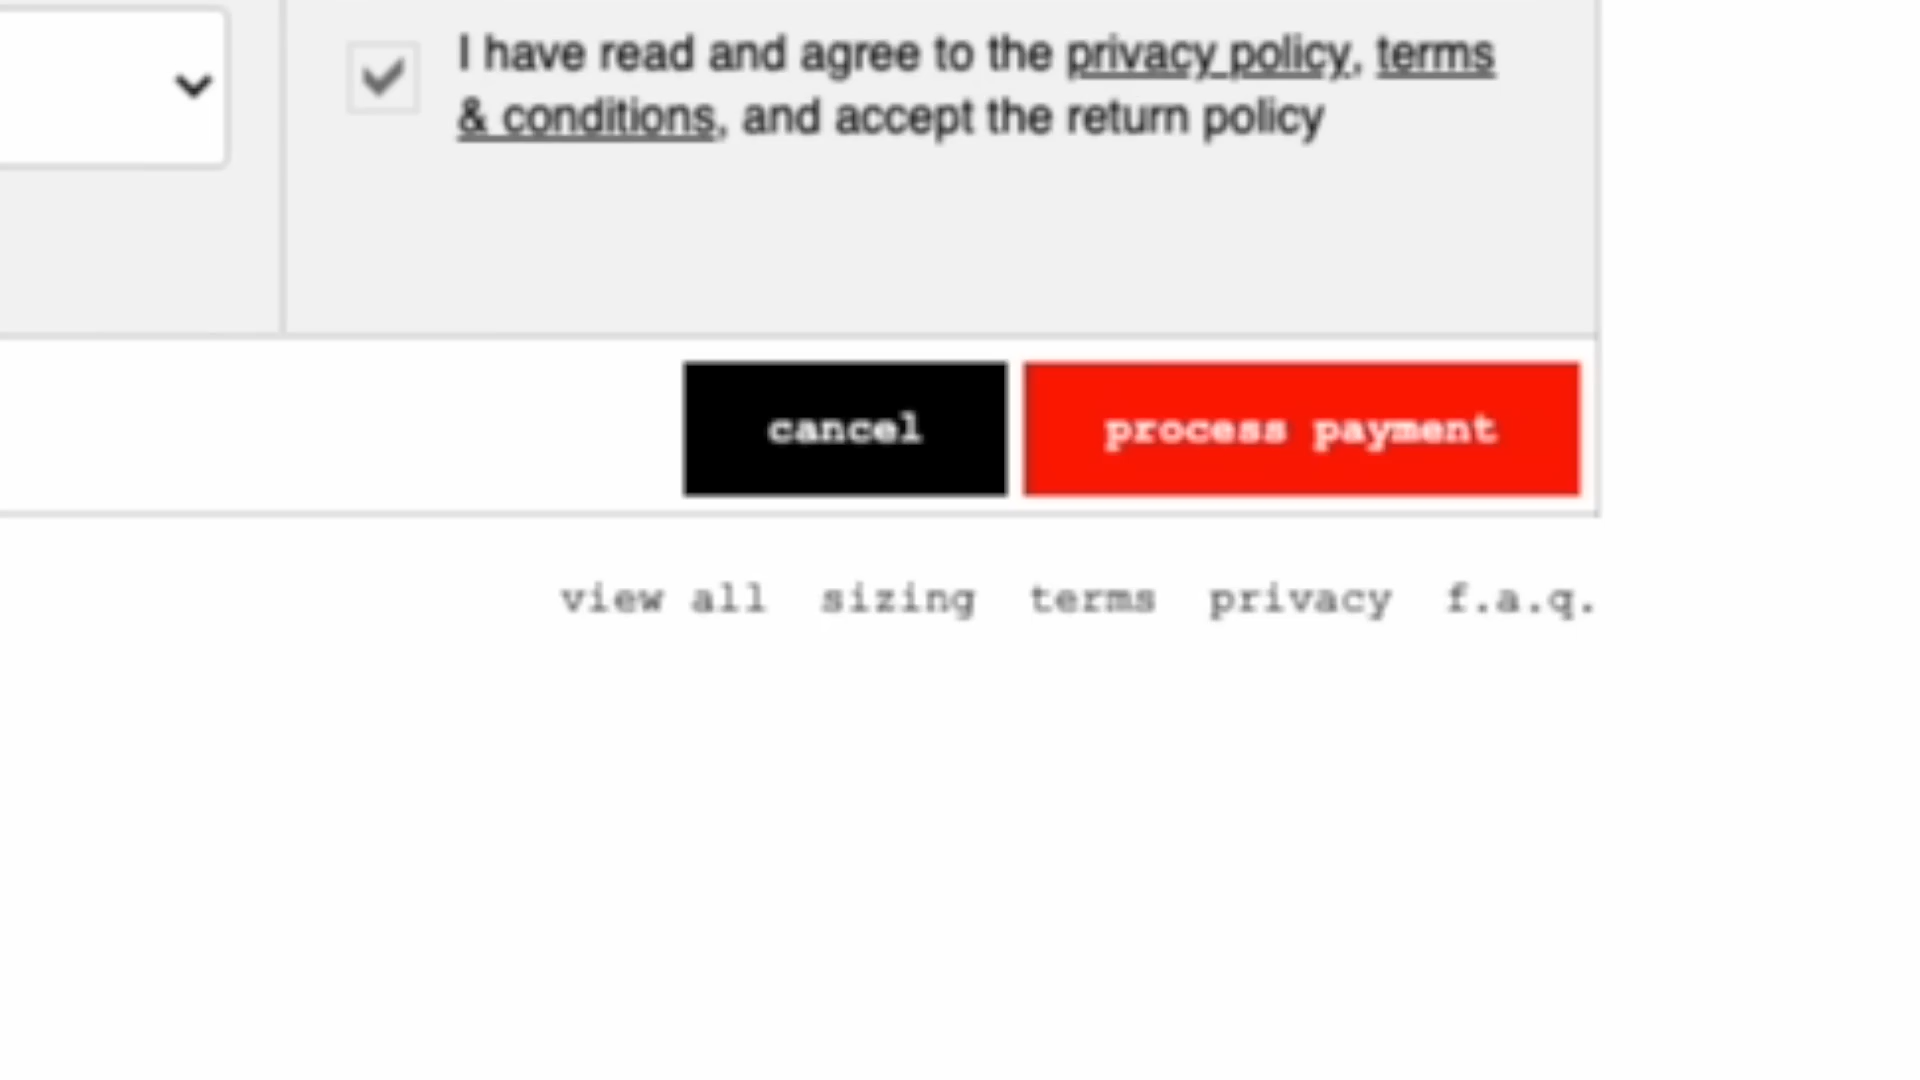 I have read and agree to the privacy policy, terms
& conditions, and accept the return policy
cancel process payment
view all sizing terms privacy f.a.q.